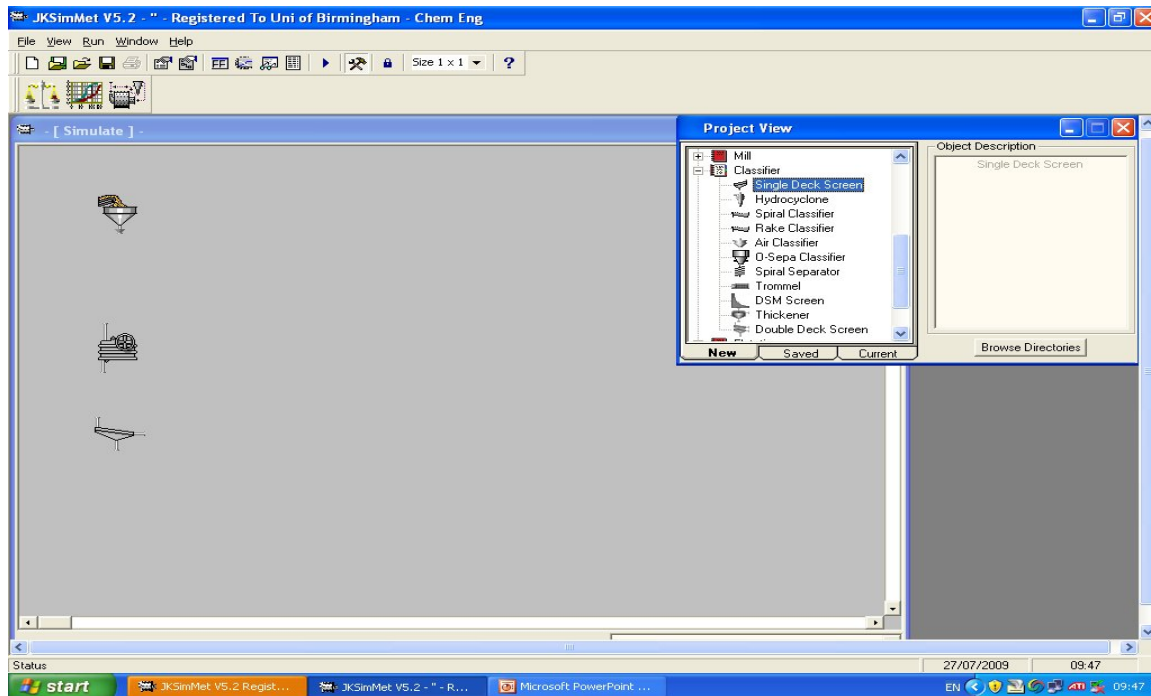 JKSimMet V5.2 - " - Registered To Uni of Birmingham - Chem Eng
File View Run Window Help
Size 1 x 1
- [ Simulate ] -
Project View
Mill
Classifier
Single Deck Screen
Hydrocyclone
Spiral Classifier
Rake Classifier
Air Classifier
O-Sepa Classifier
Spiral Separator
Trommel
DSM Screen
Thickener
Double Deck Screen
New Saved Current
Object Description
Single Deck Screen
Browse Directories
Status 27/07/2009 09:47
start JKSimMet V5.2 Regist... JKSimMet V5.2 - " - R... Microsoft PowerPoint ... EN 09:47